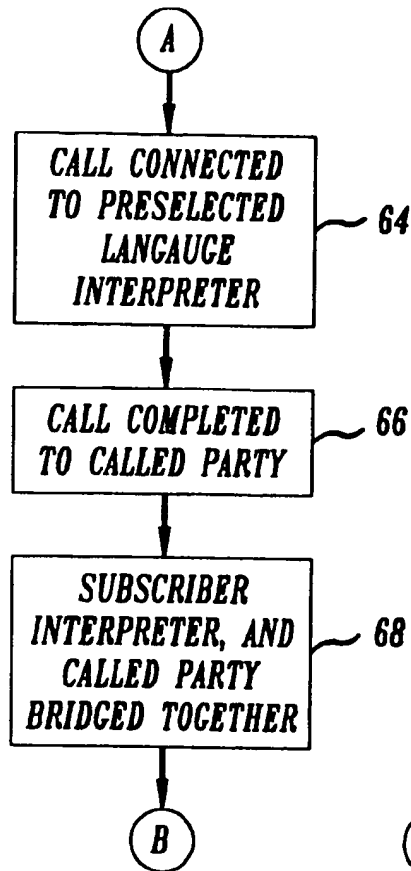 A
CALL CONNECTED
TO PRESELECTED
LANGAUGE
INTERPRETER
64
CALL COMPLETED
TO CALLED PARTY
66
SUBSCRIBER
INTERPRETER, AND
CALLED PARTY
BRIDGED TOGETHER
68
B